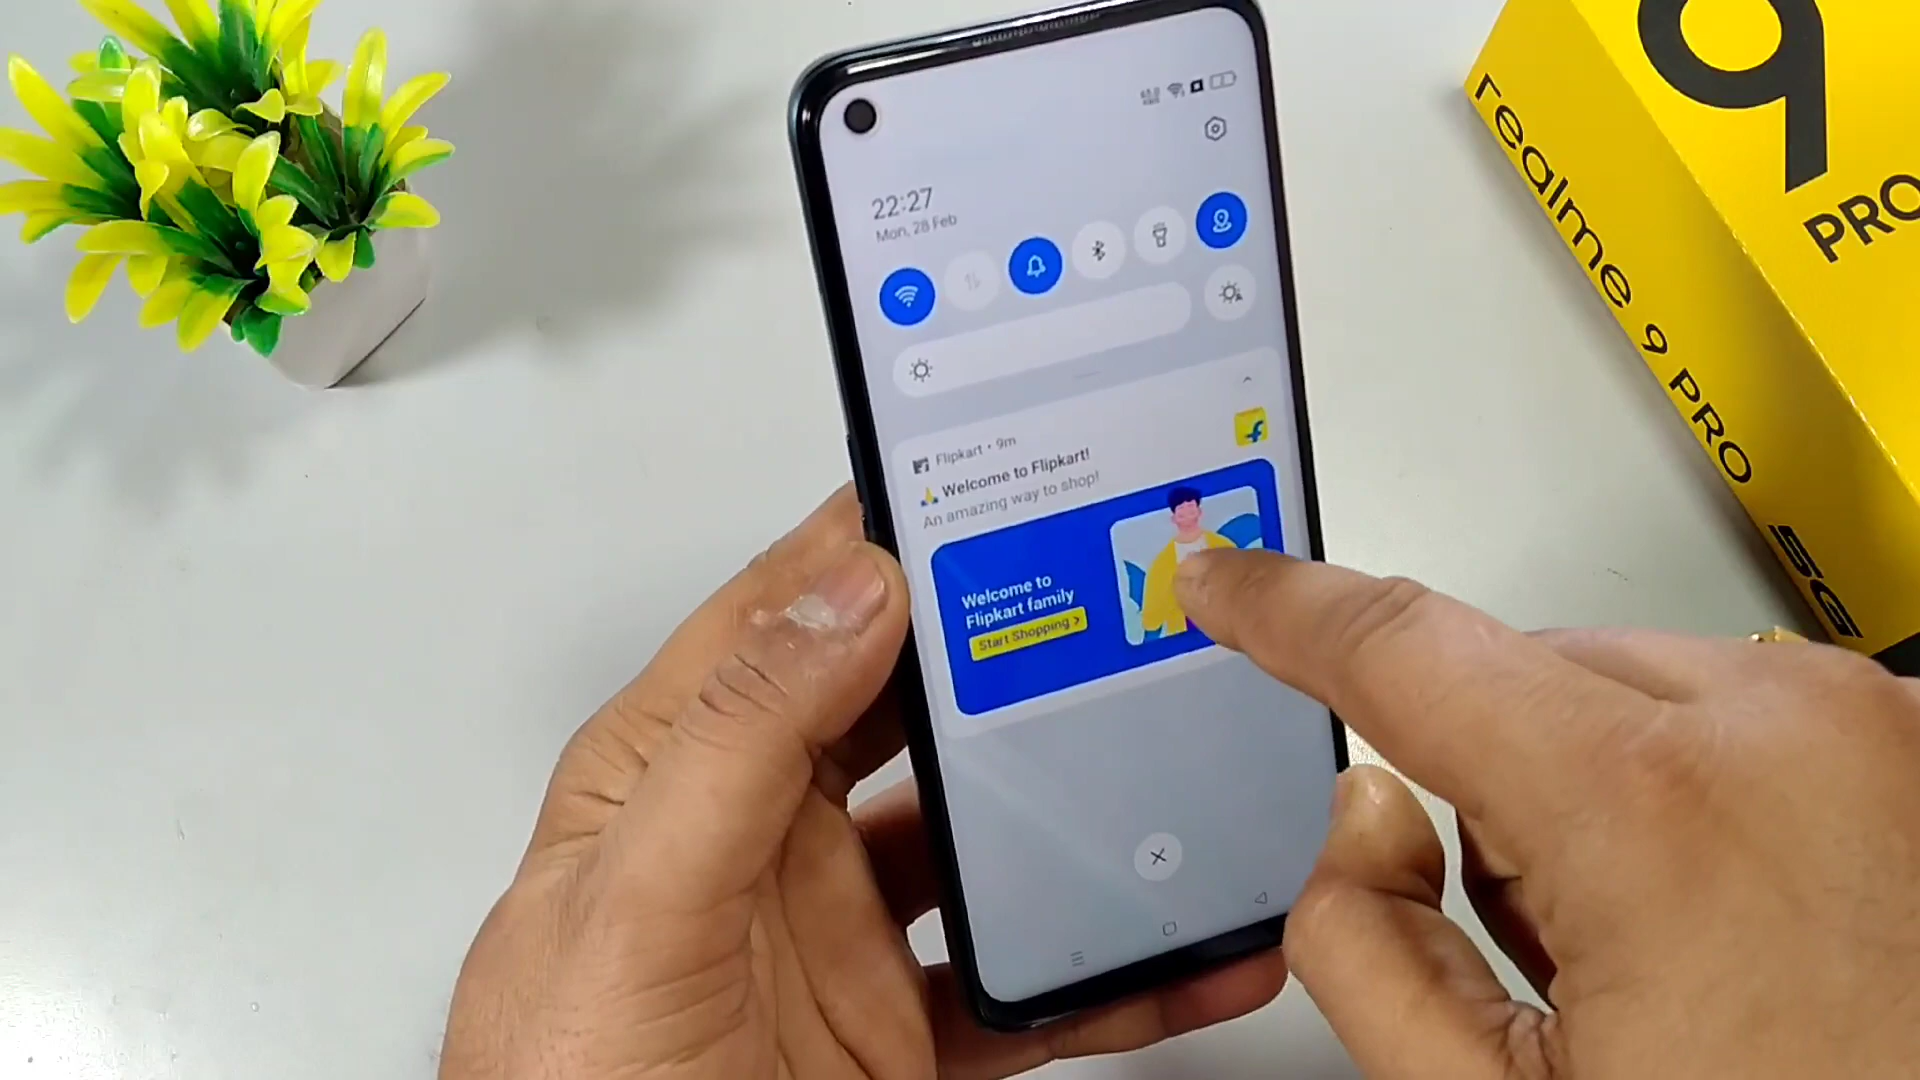 22:27
Mon, 28 Feb
Flipkart • 9m
🙏 Welcome to Flipkart!
An amazing way to shop!
Welcome to
Flipkart family
Start Shopping >
9
PRO
realme 9 PRO
5G